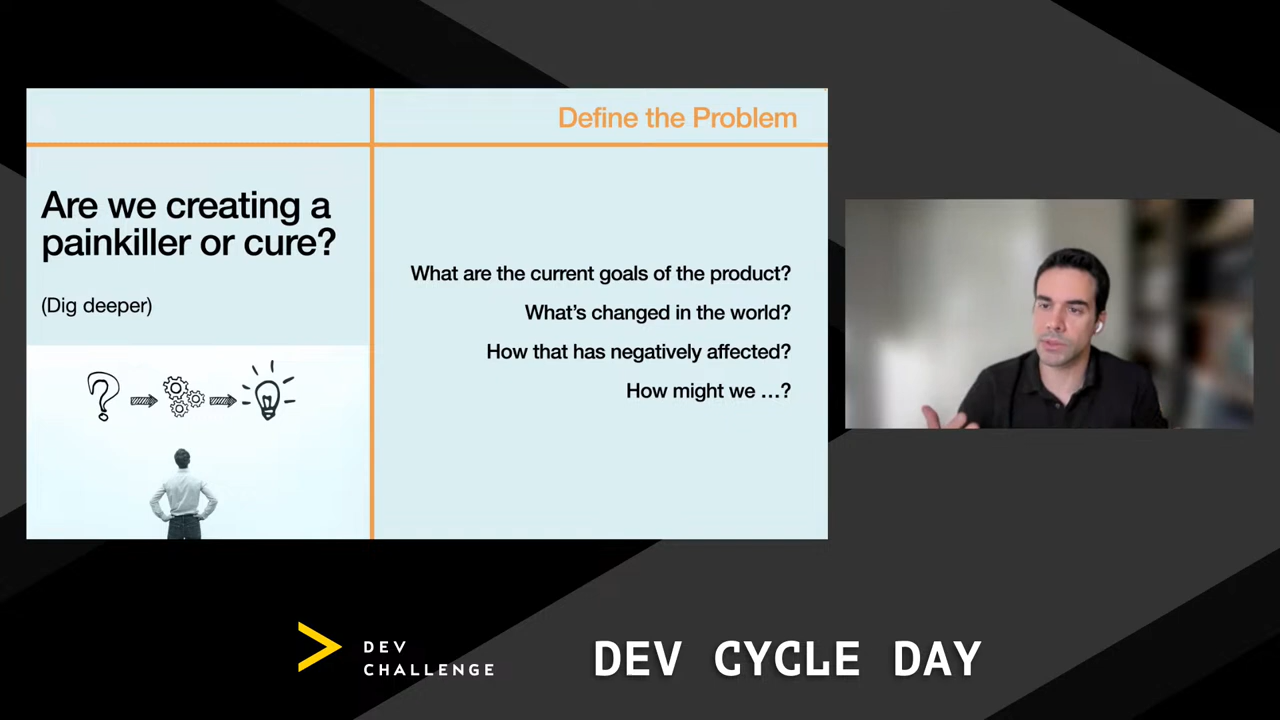 Define the Problem
Are we creating a
painkiller or cure?
(Dig deeper)
What are the current goals of the product?
What’s changed in the world?
How that has negatively affected?
How might we …?
DEV
CHALLENGE
DEV CYCLE DAY